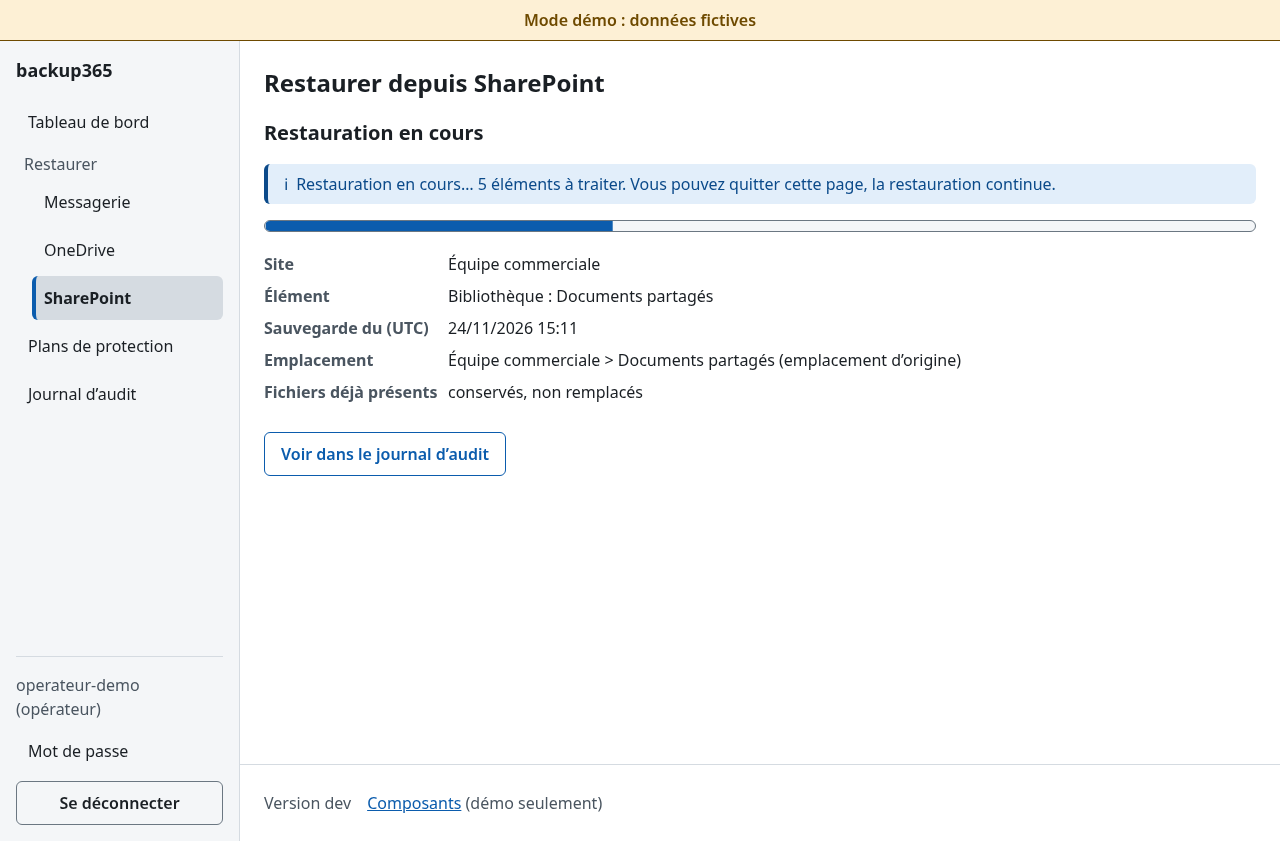 Mode démo : données fictives
backup365
Tableau de bord
Restaurer
Messagerie
OneDrive
SharePoint
Plans de protection
Journal d’audit
operateur-demo
(opérateur)
Mot de passe
Se déconnecter
Restaurer depuis SharePoint
Restauration en cours
i Restauration en cours... 5 éléments à traiter. Vous pouvez quitter cette page, la restauration continue.
Site Équipe commerciale
Élément Bibliothèque : Documents partagés
Sauvegarde du (UTC) 24/11/2026 15:11
Emplacement Équipe commerciale > Documents partagés (emplacement d’origine)
Fichiers déjà présents conservés, non remplacés
Voir dans le journal d’audit
Version dev Composants (démo seulement)